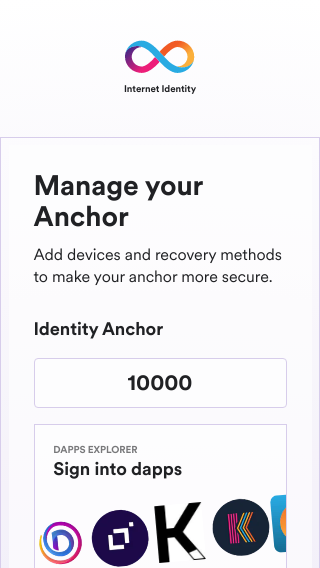 Internet Identity
Manage your
Anchor
Add devices and recovery methods
to make your anchor more secure.
Identity Anchor
10000
DAPPS EXPLORER
Sign into dapps